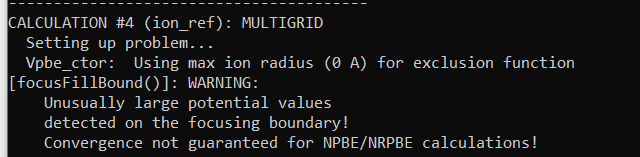 ----------------------------------------
CALCULATION #4 (ion_ref): MULTIGRID
  Setting up problem...
  Vpbe_ctor:  Using max ion radius (0 A) for exclusion function
[focusFillBound()]: WARNING:
    Unusually large potential values
    detected on the focusing boundary!
    Convergence not guaranteed for NPBE/NRPBE calculations!